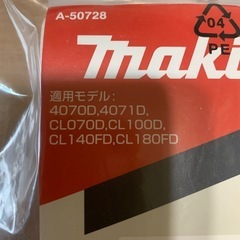 A-50728
04
PE
makita
適用モデル:
4070D,4071D,
CL070D,CL100D,
CL140FD,CL180FD